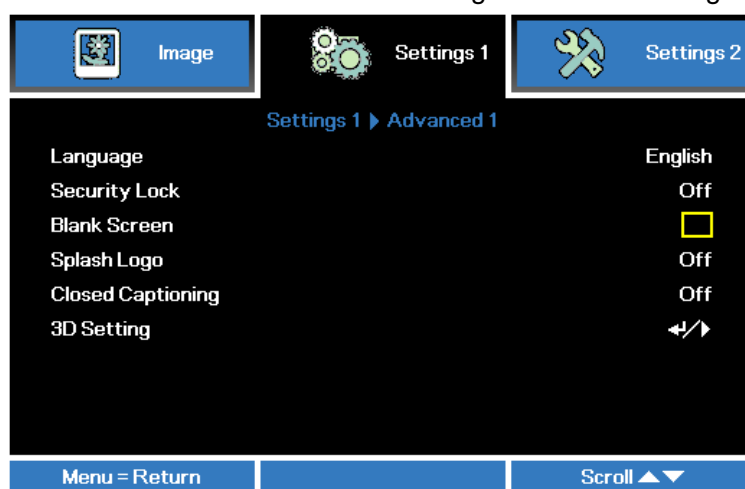 Image Settings 1 Settings 2
Settings 1 Advanced 1
Language English
Security Lock Off
Blank Screen
Splash Logo Off
Closed Captioning Off
3D Setting
Menu = Return Scroll